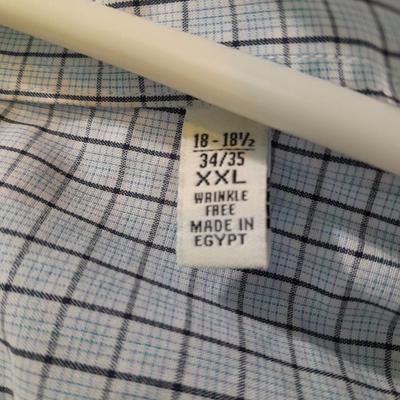 18 - 18½
34/35
XXL
WRINKLE
FREE
MADE IN
EGYPT